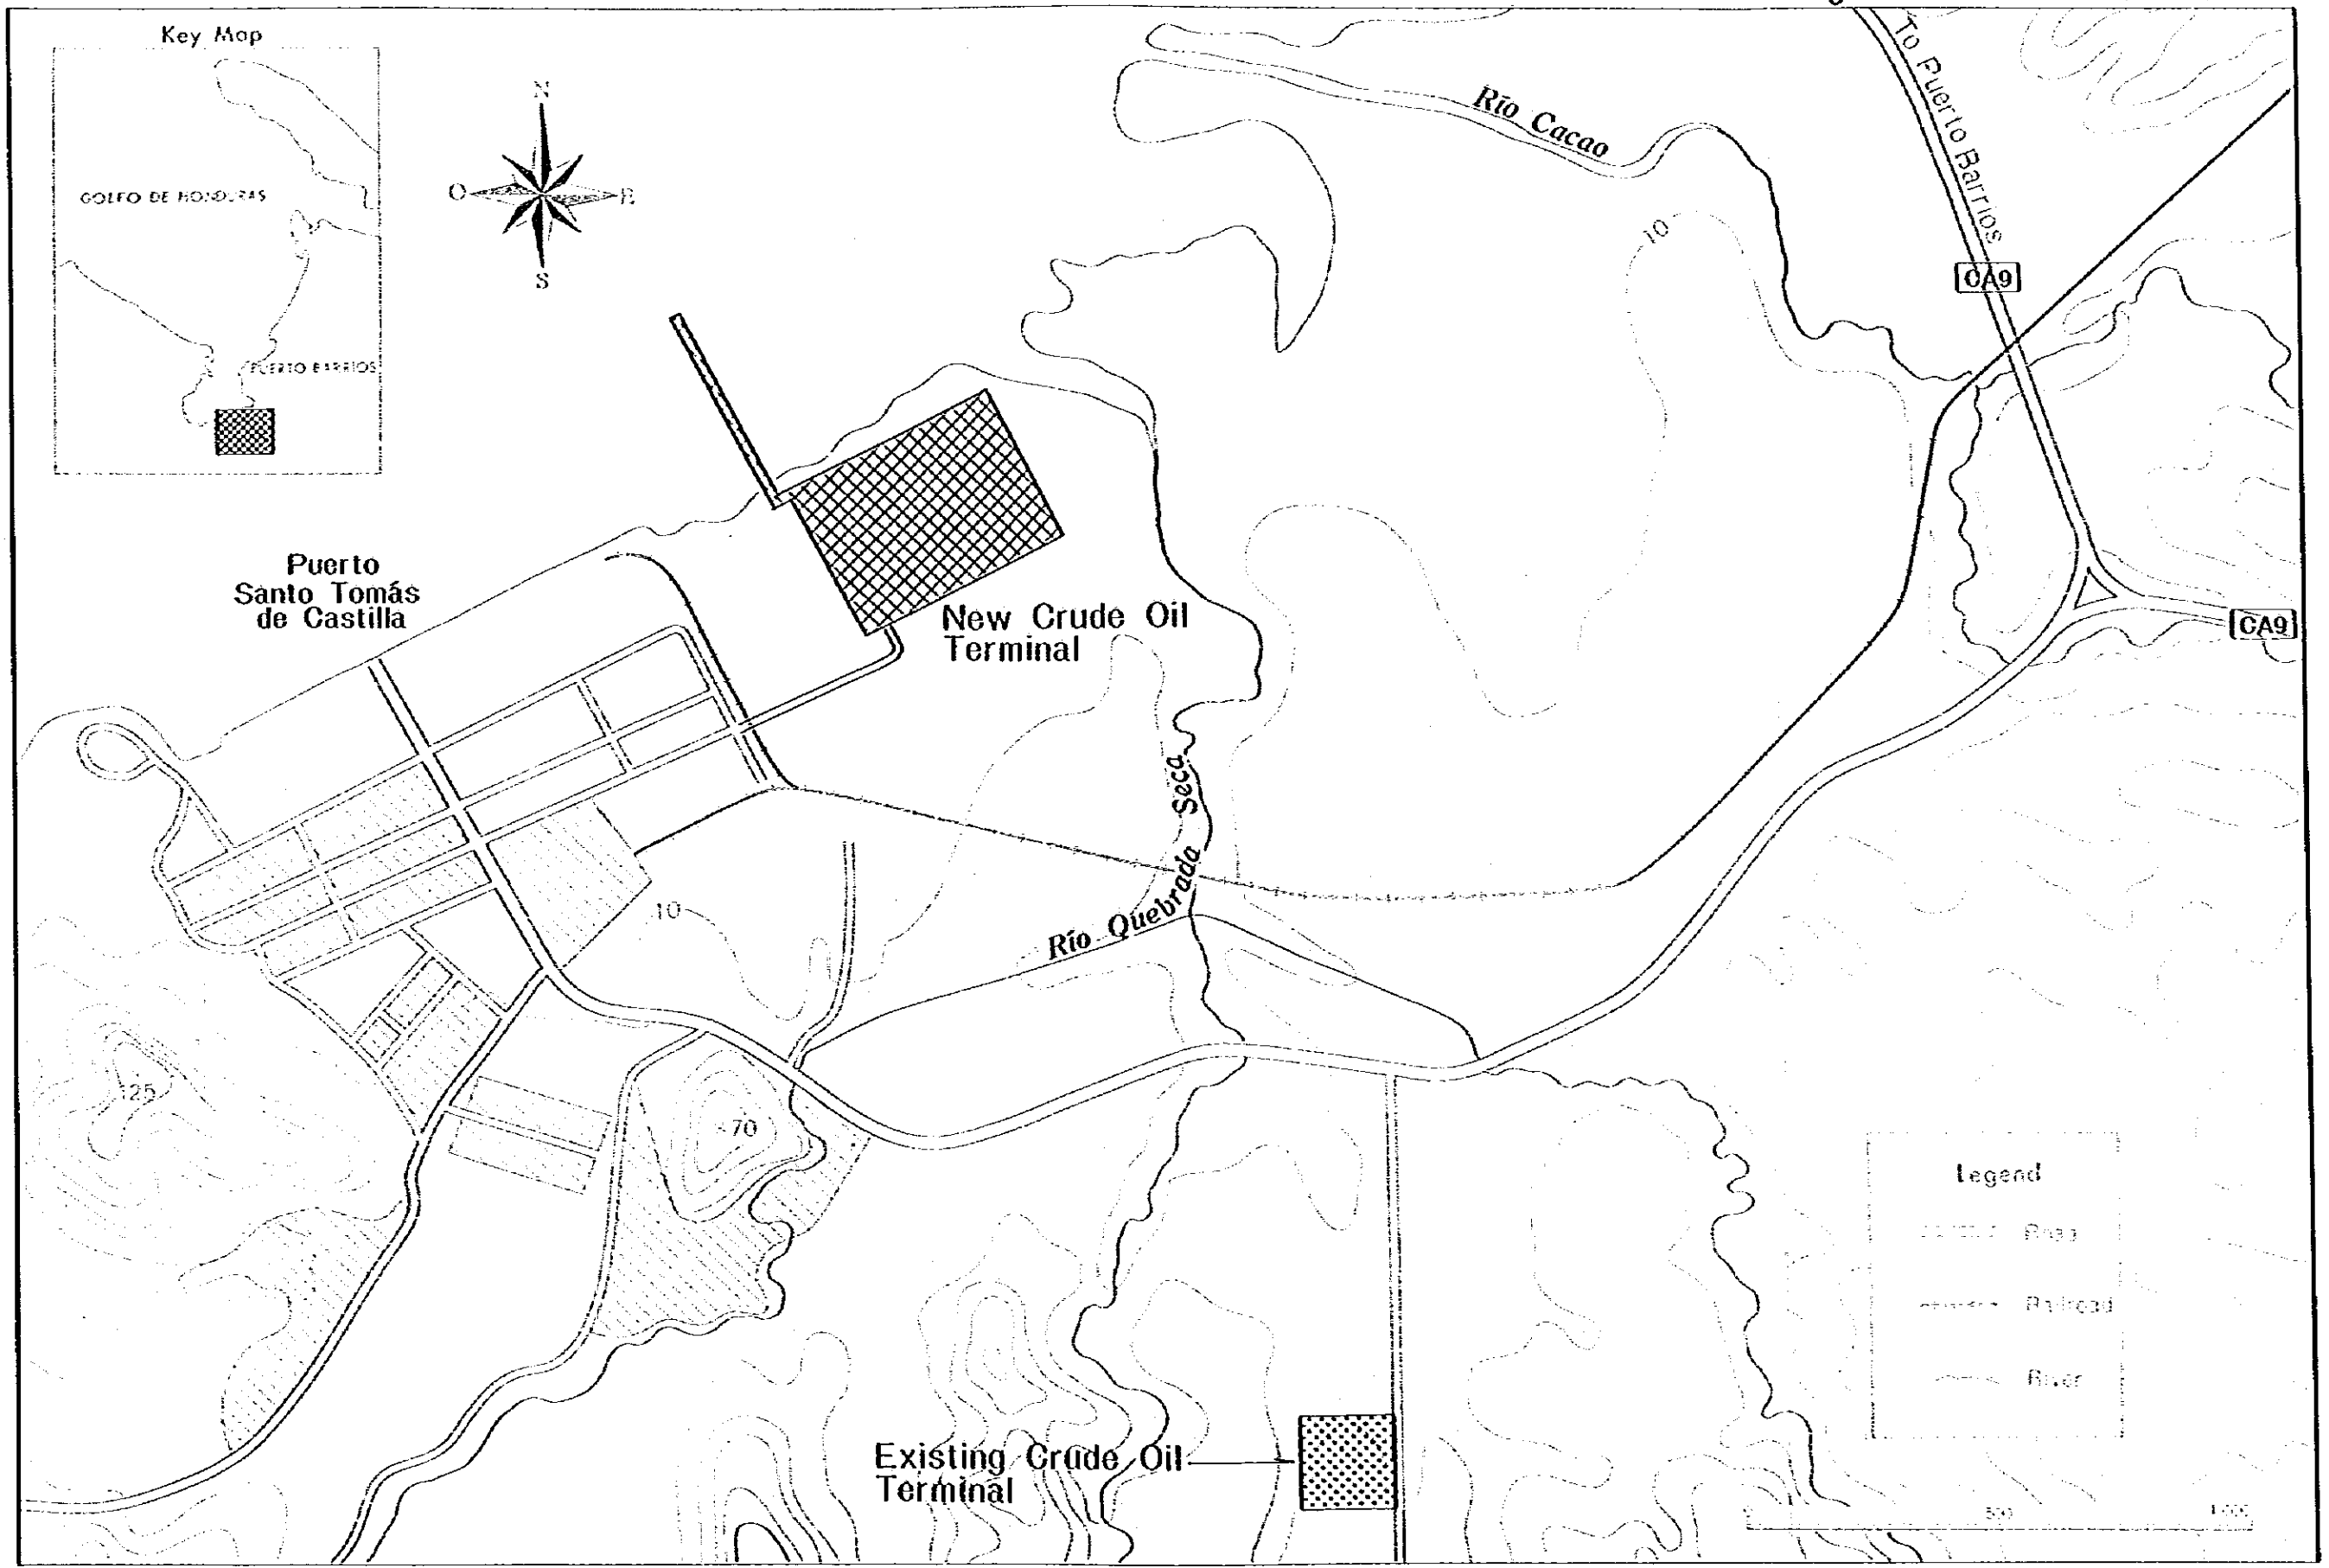 Key Map
GOLFO DE HONDURAS
PUERTO BARRIOS
N
O
E
S
Río Cacao
To Puerto Barrios
CA9
10
Puerto
Santo Tomás
de Castilla
New Crude Oil
Terminal
CA9
Río Quebrada Seca
10
125
70
Legend
Road
Railroad
River
Existing Crude Oil
Terminal
0
500
1000